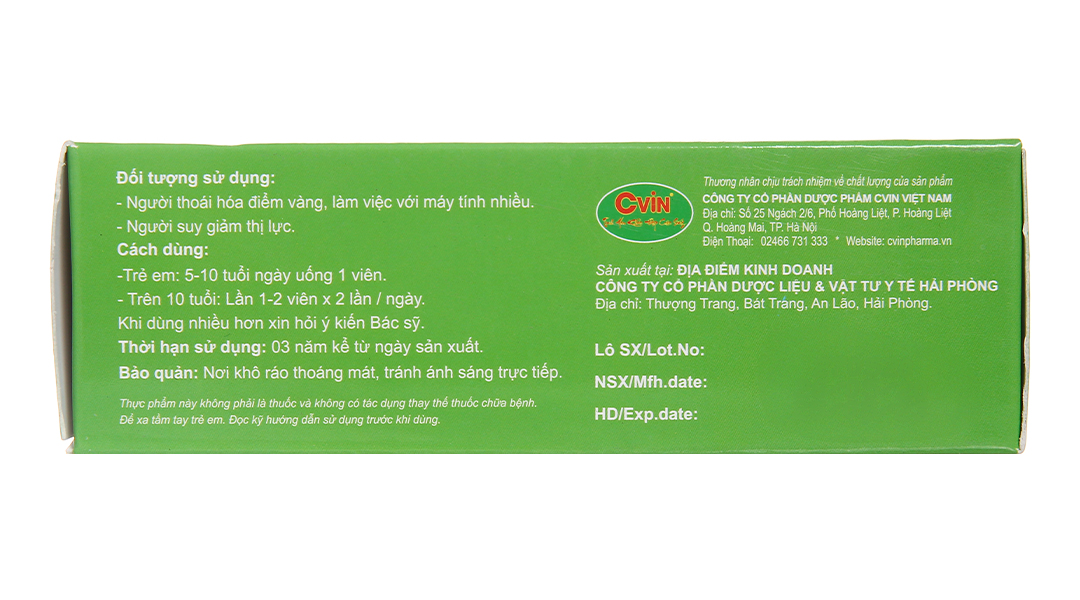 Đối tượng sử dụng:
- Người thoái hóa điểm vàng, làm việc với máy tính nhiều.
- Người suy giảm thị lực.
Cách dùng:
-Trẻ em: 5-10 tuổi ngày uống 1 viên.
- Trên 10 tuổi: Lần 1-2 viên x 2 lần / ngày.
Khi dùng nhiều hơn xin hỏi ý kiến Bác sỹ.
Thời hạn sử dụng: 03 năm kể từ ngày sản xuất.
Bảo quản: Nơi khô ráo thoáng mát, tránh ánh sáng trực tiếp.
Thực phẩm này không phải là thuốc và không có tác dụng thay thế thuốc chữa bệnh.
Để xa tầm tay trẻ em. Đọc kỹ hướng dẫn sử dụng trước khi dùng.
CVIN
Thương nhân chịu trách nhiệm về chất lượng của sản phẩm
CÔNG TY CỔ PHẦN DƯỢC PHẨM CVIN VIỆT NAM
Địa chỉ: Số 25 Ngách 2/6, Phố Hoàng Liệt, P. Hoàng Liệt
Q. Hoàng Mai, TP. Hà Nội
Điện Thoại: 02466 731 333 * Website: cvinpharma.vn
Sản xuất tại: ĐỊA ĐIỂM KINH DOANH
CÔNG TY CỔ PHẦN DƯỢC LIỆU & VẬT TƯ Y TẾ HẢI PHÒNG
Địa chỉ: Thượng Trang, Bát Tràng, An Lão, Hải Phòng.
Lô SX/Lot.No:
NSX/Mfh.date:
HD/Exp.date: